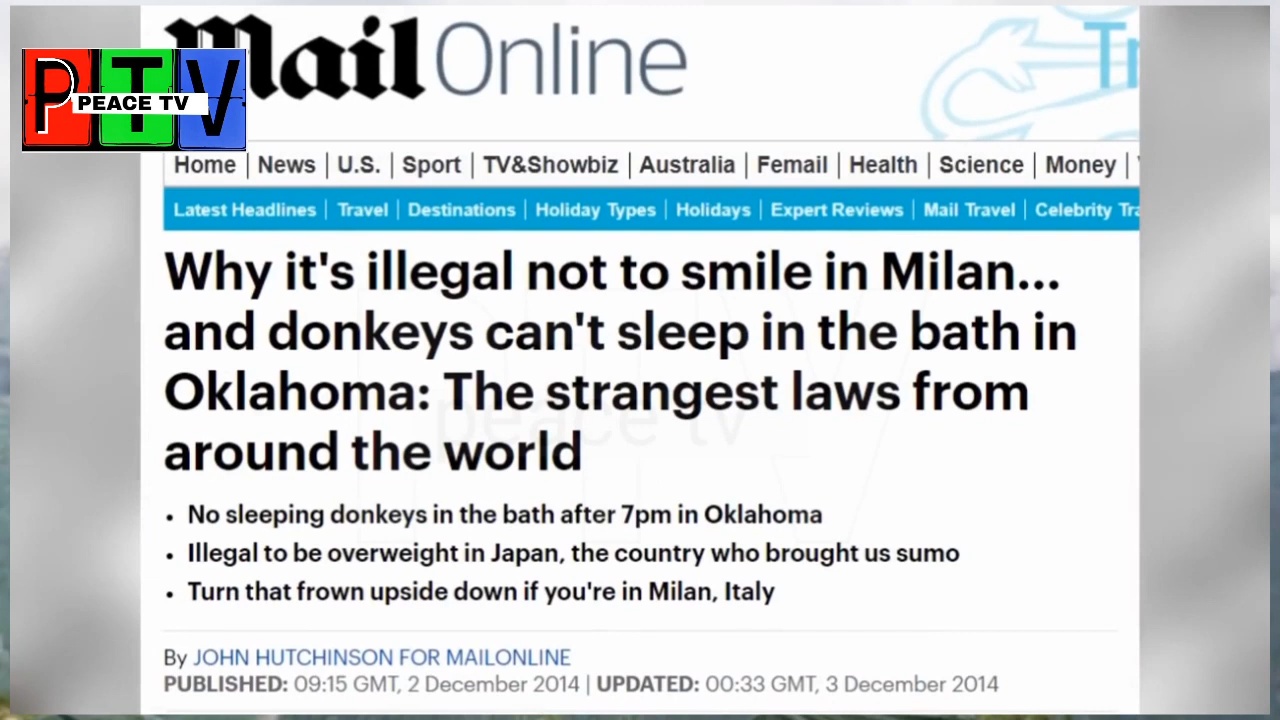 Mail Online
Tr
PTV
PEACE TV
Home | News | U.S. | Sport | TV&Showbiz | Australia | Femail | Health | Science | Money |
Latest Headlines | Travel | Destinations | Holiday Types | Holidays | Expert Reviews | Mail Travel | Celebrity Tra
Why it's illegal not to smile in Milan...
and donkeys can't sleep in the bath in
Oklahoma: The strangest laws from
around the world
peace tv
• No sleeping donkeys in the bath after 7pm in Oklahoma
• Illegal to be overweight in Japan, the country who brought us sumo
• Turn that frown upside down if you're in Milan, Italy
By JOHN HUTCHINSON FOR MAILONLINE
PUBLISHED: 09:15 GMT, 2 December 2014 | UPDATED: 00:33 GMT, 3 December 2014